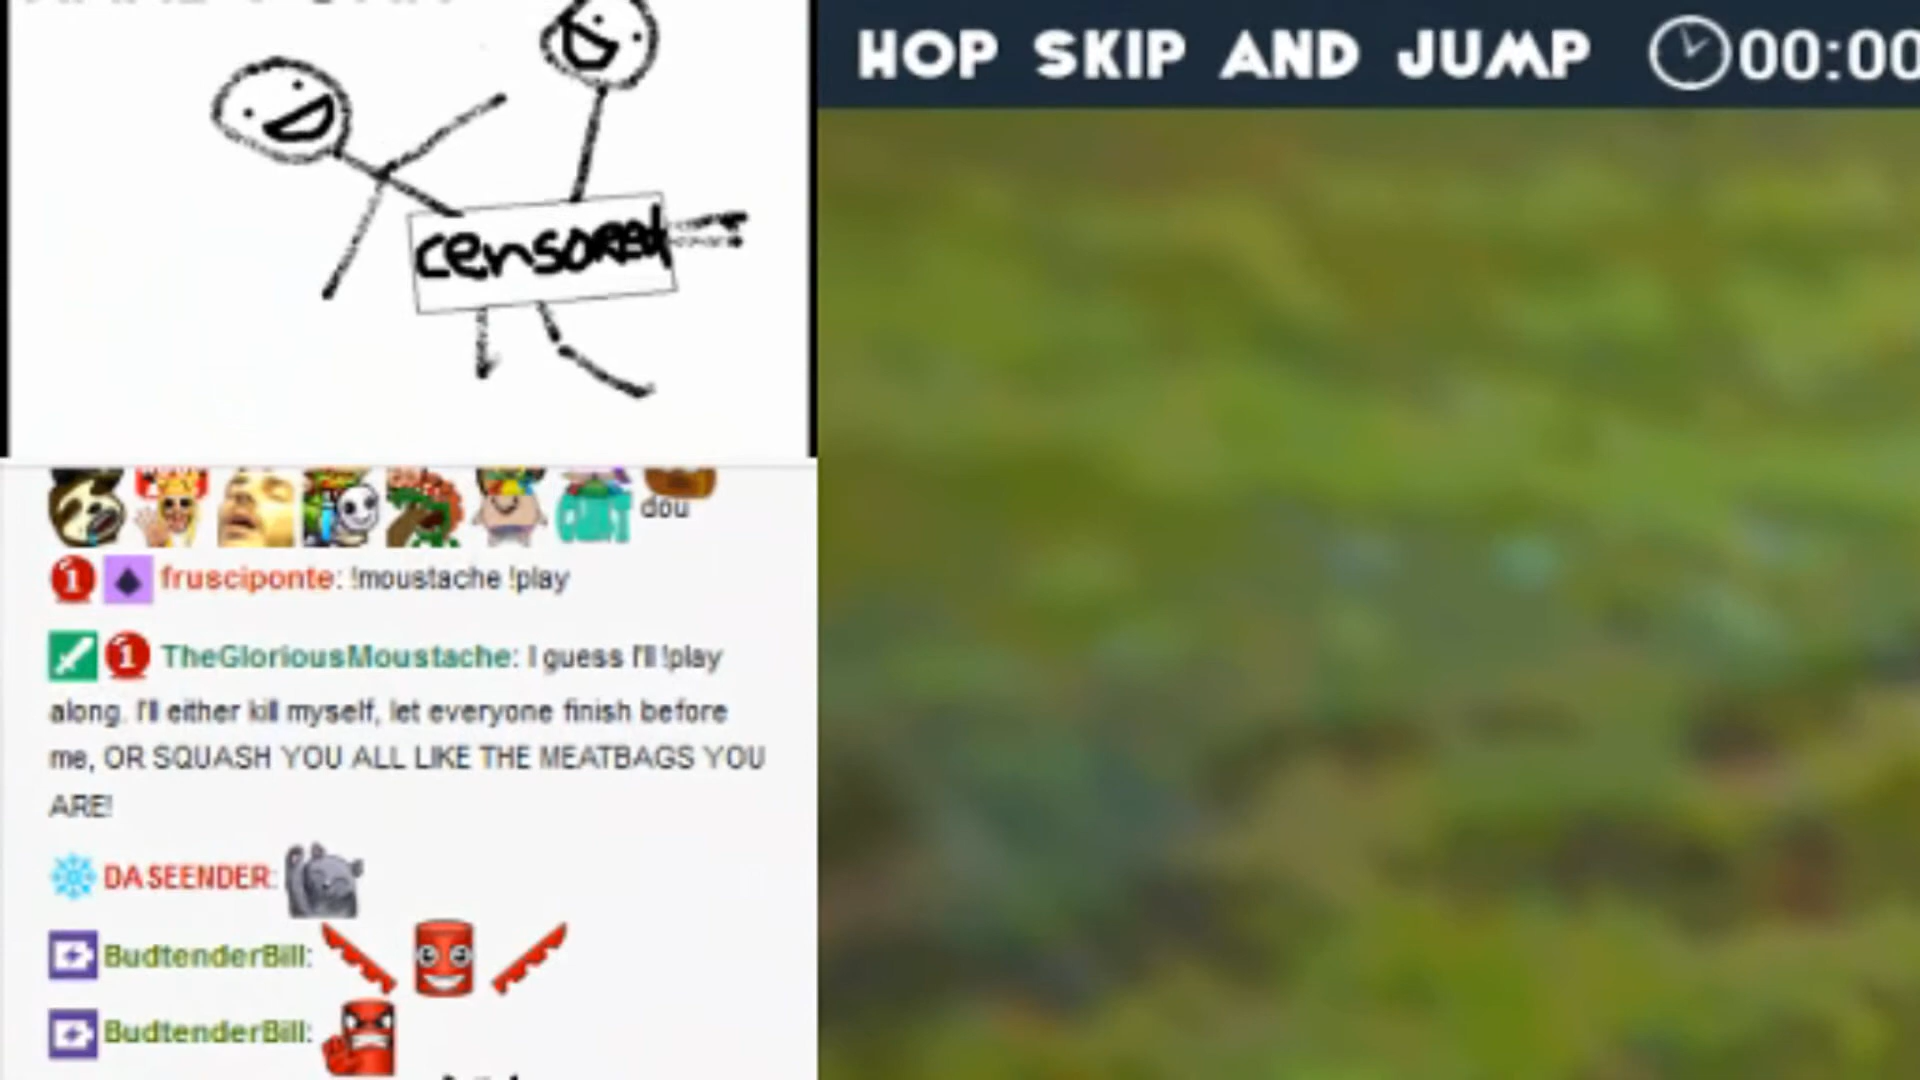 HOP SKIP AND JUMP 00:00
censored
dou
frusciponte: !moustache !play
TheGloriousMoustache: I guess I'll !play
along. I'll either kill myself, let everyone finish before
me, OR SQUASH YOU ALL LIKE THE MEATBAGS YOU
ARE!
DASEENDER:
BudtenderBill:
BudtenderBill: